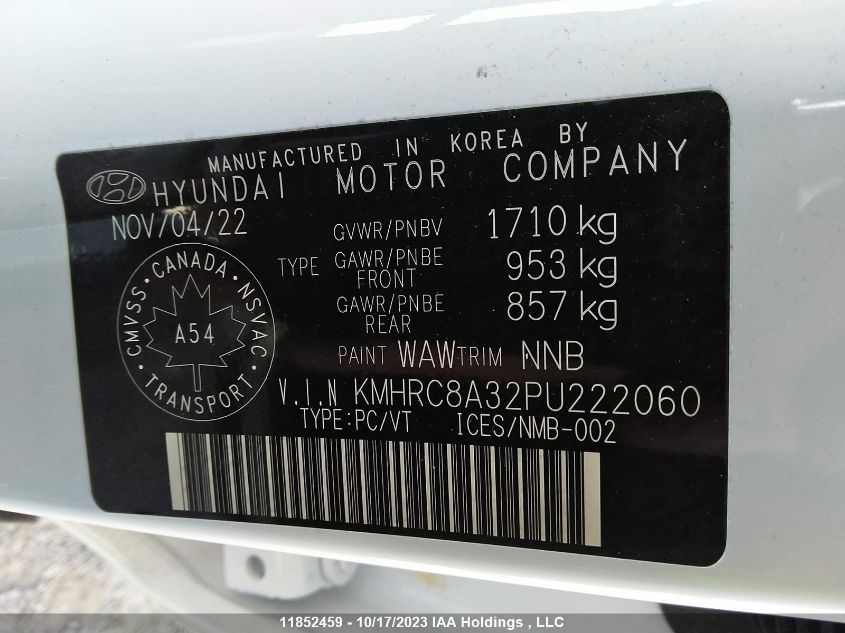 MANUFACTURED IN KOREA BY
HYUNDAI MOTOR COMPANY
NOV/04/22
GVWR/PNBV 1710 kg
TYPE GAWR/PNBE FRONT 953 kg
GAWR/PNBE REAR 857 kg
PAINT WAW TRIM NNB
CMVSS · CANADA · NSVAC · TRANSPORT ·
A54
V.I.N KMHRC8A32PU222060
TYPE:PC/VT ICES/NMB-002
11852459 - 10/17/2023 IAA Holdings , LLC